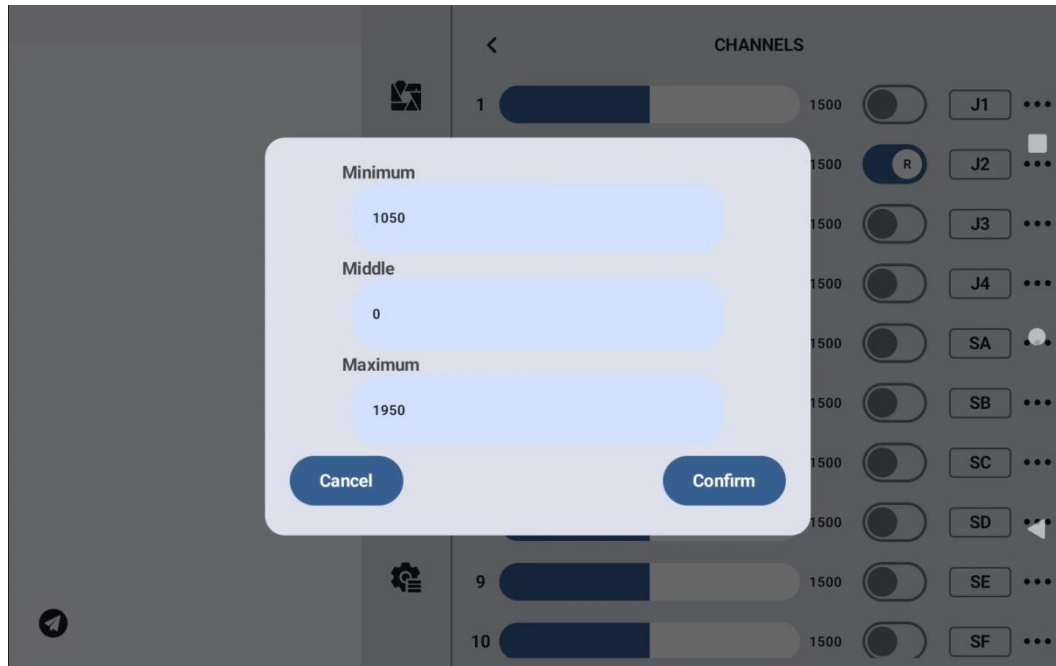 CHANNELS
1 1500 J1
1500 R J2
1500 J3
1500 J4
1500 SA
1500 SB
1500 SC
1500 SD
9 1500 SE
10 1500 SF
Minimum
1050
Middle
0
Maximum
1950
Cancel Confirm